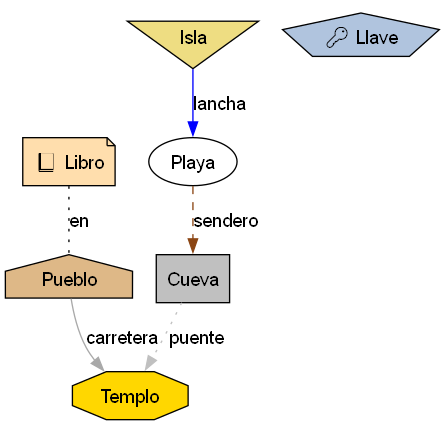 Isla
Llave
lancha
Libro
Playa
en
sendero
Pueblo
Cueva
carretera
puente
Templo